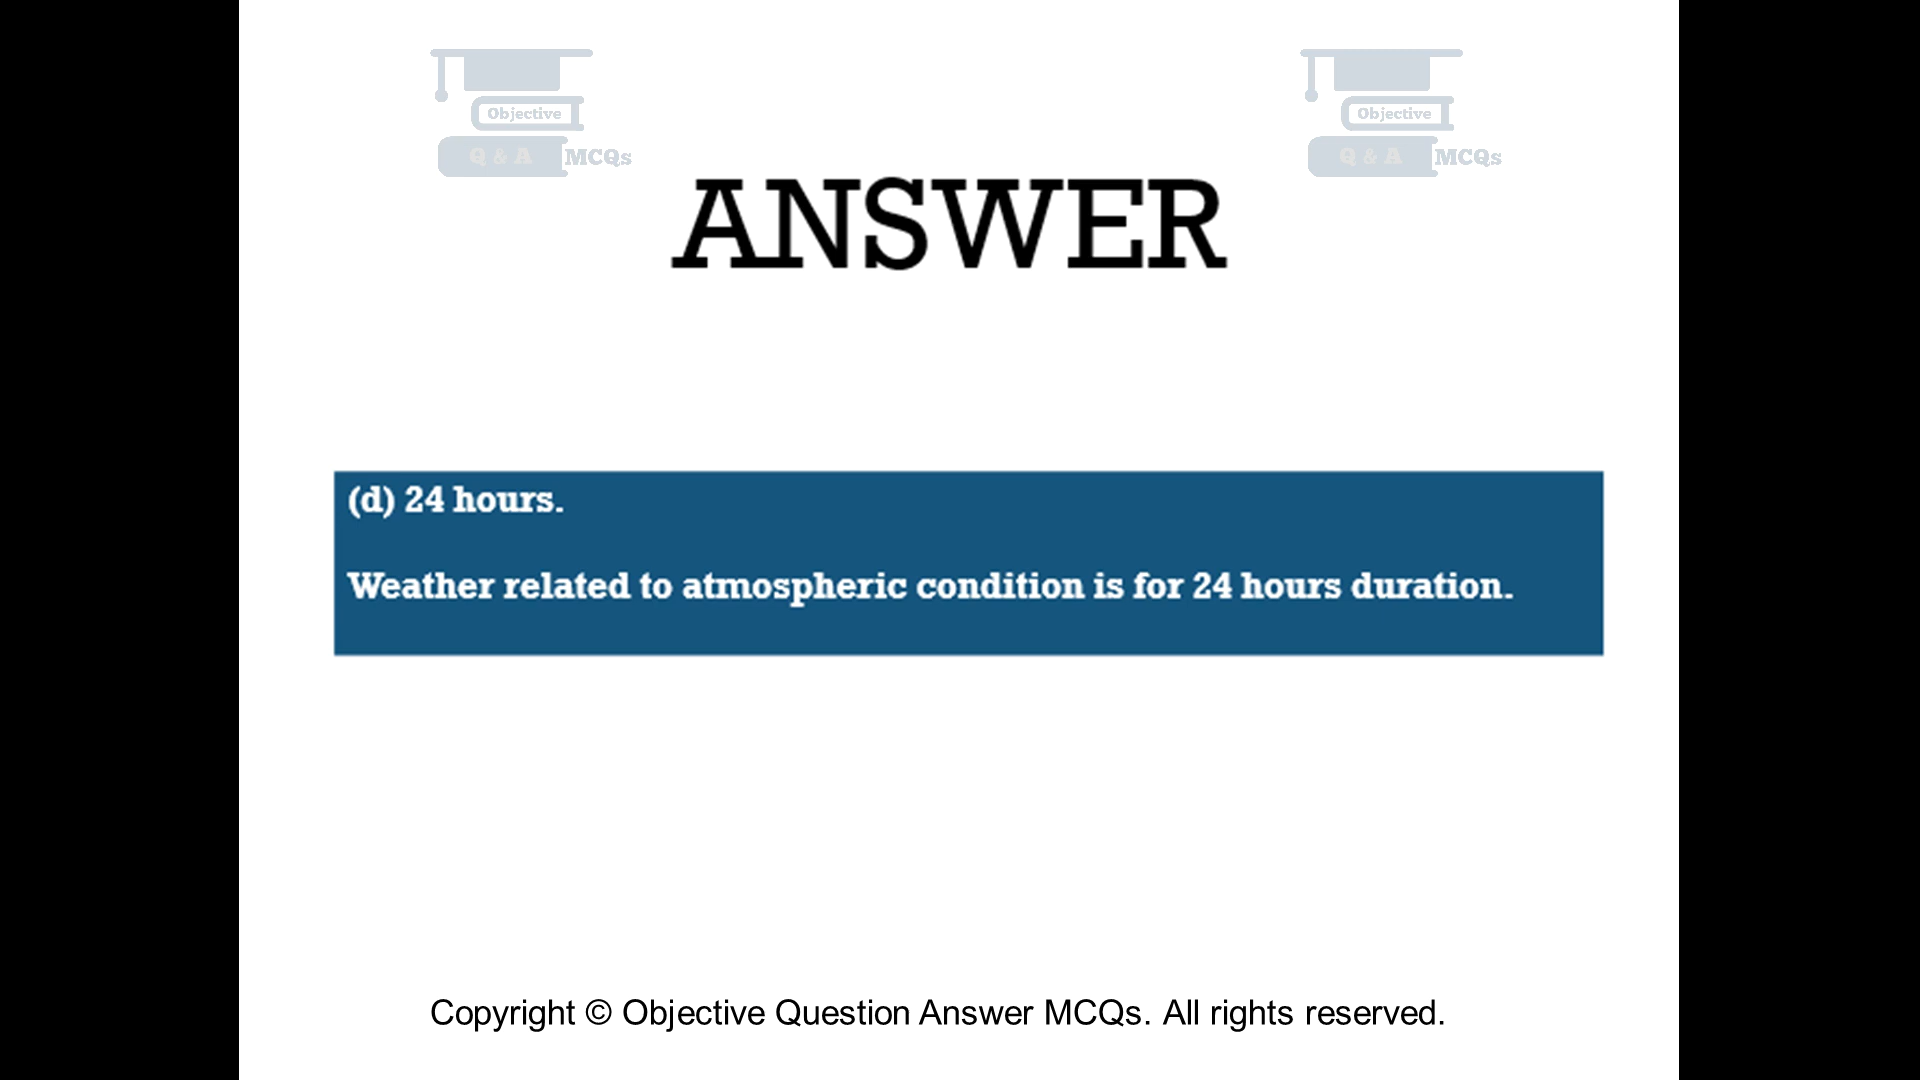 Objective
Q & A MCQs
Objective
Q & A MCQs
ANSWER
(d) 24 hours.
Weather related to atmospheric condition is for 24 hours duration.
Copyright © Objective Question Answer MCQs. All rights reserved.